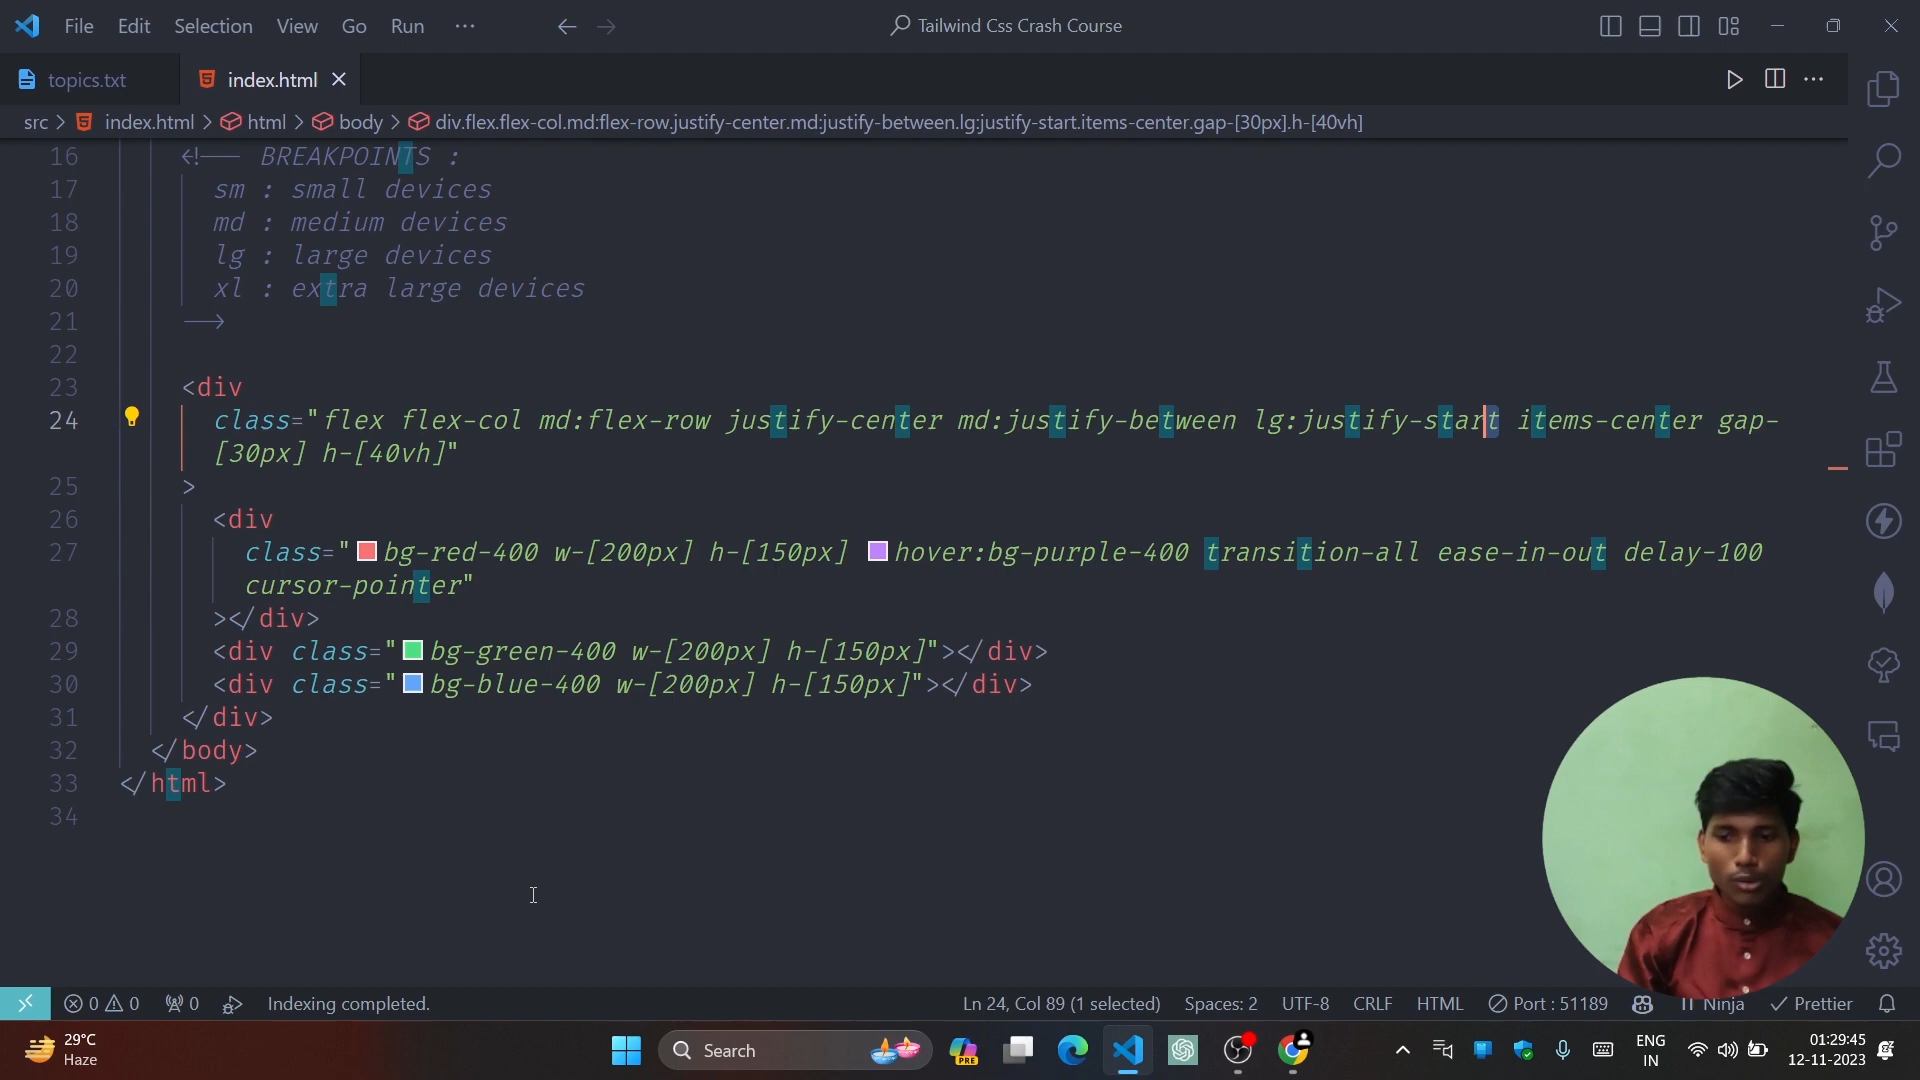 File Edit Selection View Go Run ··· Tailwind Css Crash Course
topics.txt index.html
src > index.html > html > body > div.flex.flex-col.md:flex-row.justify-center.md:justify-between.lg:justify-start.items-center.gap-[30px].h-[40vh]
16 <!-- BREAKPOINTS :
17 sm : small devices
18 md : medium devices
19 lg : large devices
20 xl : extra large devices
21 -->
22
23 <div
24 class="flex flex-col md:flex-row justify-center md:justify-between lg:justify-start items-center gap-
[30px] h-[40vh]"
25 >
26 <div
27 class="bg-red-400 w-[200px] h-[150px] hover:bg-purple-400 transition-all ease-in-out delay-100
cursor-pointer"
28 ></div>
29 <div class="bg-green-400 w-[200px] h-[150px]"></div>
30 <div class="bg-blue-400 w-[200px] h-[150px]"></div>
31 </div>
32 </body>
33 </html>
34
0 0 0 Indexing completed. Ln 24, Col 89 (1 selected) Spaces: 2 UTF-8 CRLF HTML Port : 51189 Ninja Prettier
29°C
Haze
Search
PRE
ENG
IN
01:29:45
12-11-2023